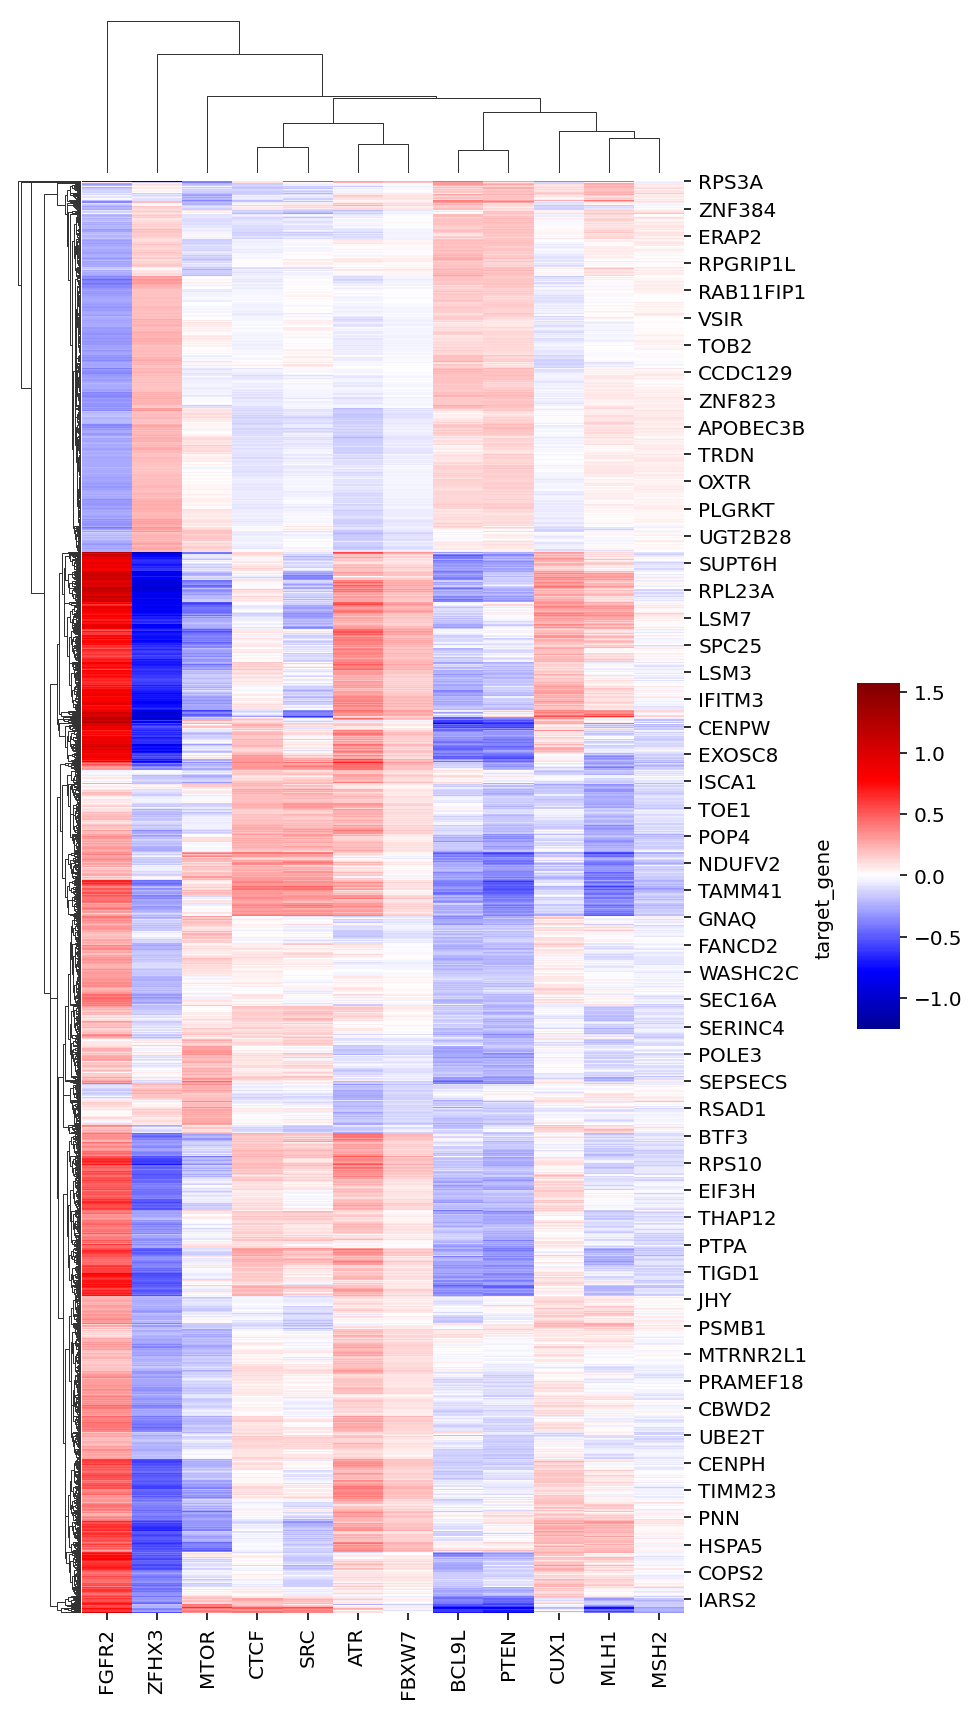 RPS3A
ZNF384
ERAP2
RPGRIP1L
RAB11FIP1
VSIR
TOB2
CCDC129
ZNF823
APOBEC3B
TRDN
OXTR
PLGRKT
UGT2B28
SUPT6H
RPL23A
LSM7
SPC25
LSM3
IFITM3
CENPW
EXOSC8
ISCA1
TOE1
POP4
NDUFV2
TAMM41
GNAQ
FANCD2
WASHC2C
SEC16A
SERINC4
POLE3
SEPSECS
RSAD1
BTF3
RPS10
EIF3H
THAP12
PTPA
TIGD1
JHY
PSMB1
MTRNR2L1
PRAMEF18
CBWD2
UBE2T
CENPH
TIMM23
PNN
HSPA5
COPS2
IARS2
target_gene
1.5
1.0
0.5
0.0
−0.5
−1.0
FGFR2
ZFHX3
MTOR
CTCF
SRC
ATR
FBXW7
BCL9L
PTEN
CUX1
MLH1
MSH2